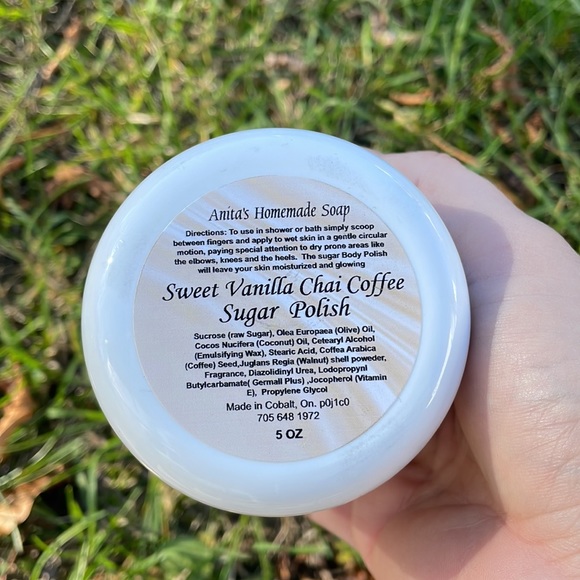 Anita's Homemade Soap
Directions: To use in shower or bath simply scoop
between fingers and apply to wet skin in a gentle circular
motion, paying special attention to dry prone areas like
the elbows, knees and the heels. The sugar Body Polish
will leave your skin moisturized and glowing
Sweet Vanilla Chai Coffee
Sugar Polish
Sucrose (raw Sugar), Olea Europaea (Olive) Oil,
Cocos Nucifera (Coconut) Oil, Cetearyl Alcohol
(Emulsifying Wax), Stearic Acid, Coffea Arabica
(Coffee) Seed,Juglans Regia (Walnut) shell poweder,
Fragrance, Diazolidinyl Urea, Lodopropynl
Butylcarbamate( Germall Plus) ,Jocopherol (Vitamin
E), Propylene Glycol
Made in Cobalt, On. p0j1c0
705 648 1972
5 OZ